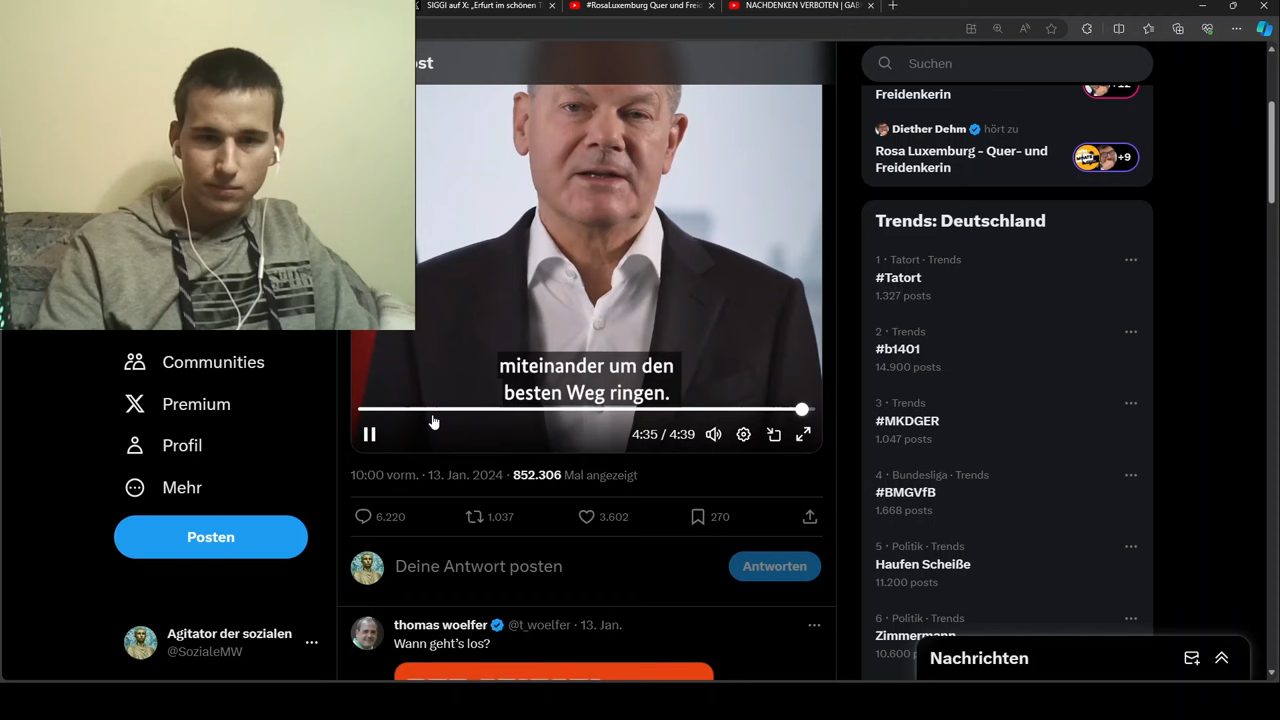 SIGGI auf X: „Erfurt im schönen T
#RosaLuxemburg Quer und Freid
NACHDENKEN VERBOTEN | GAB
ost
Suchen
+12
Freidenkerin
Diether Dehm hört zu
Rosa Luxemburg - Quer- und
Freidenkerin
+9
Trends: Deutschland
1 · Tatort · Trends
#Tatort
1.327 posts
2 · Trends
#b1401
14.900 posts
3 · Trends
#MKDGER
1.047 posts
4 · Bundesliga · Trends
#BMGVfB
1.668 posts
5 · Politik · Trends
Haufen Scheiße
11.200 posts
6 · Politik · Trends
Zimmermann
10.600 po
Nachrichten
miteinander um den
besten Weg ringen.
4:35 / 4:39
10:00 vorm. · 13. Jan. 2024 · 852.306 Mal angezeigt
6.220
1.037
3.602
270
Deine Antwort posten
Antworten
thomas woelfer @t_woelfer · 13. Jan.
Wann geht's los?
Communities
Premium
Profil
Mehr
Posten
Agitator der sozialen
@SozialeMW